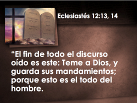 Eclesiastés 12:13, 14
"El fin de todo el discurso
oído es este: Teme a Dios, y
guarda sus mandamientos;
porque esto es el todo del
hombre.